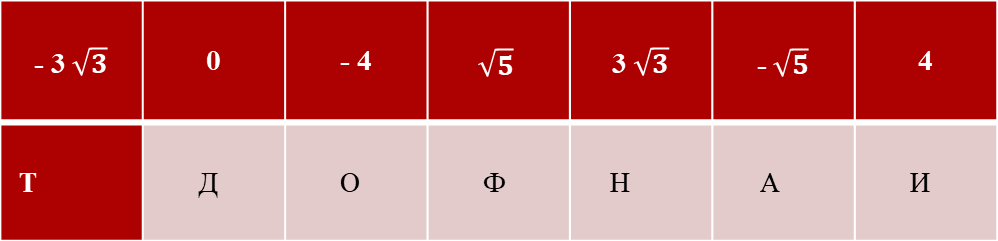 - 3 √3 0 - 4 √5 3 √3 - √5 4
Т Д О Ф Н А И